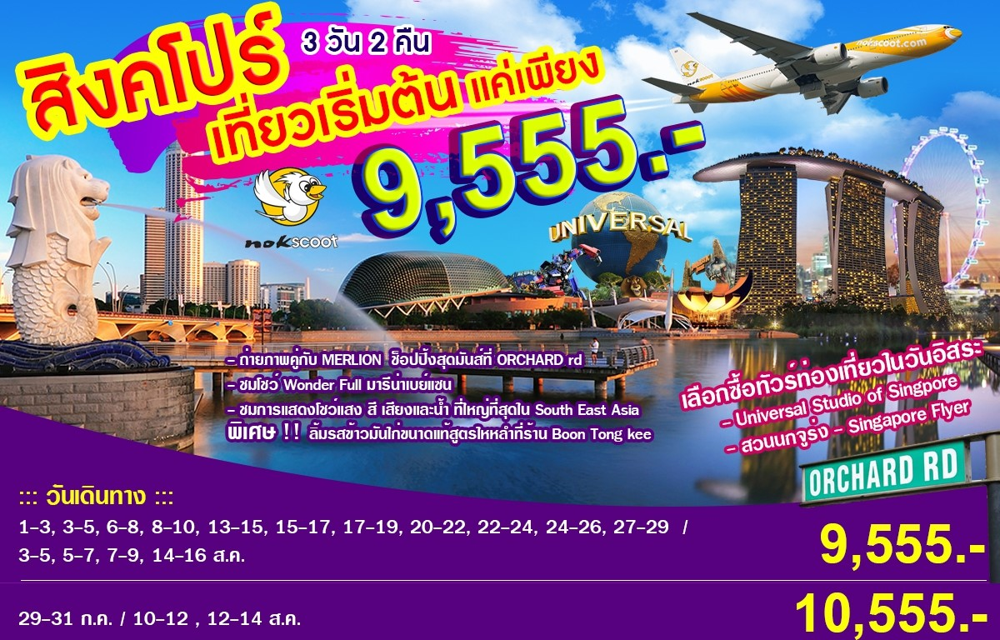 สิงคโปร์
3 วัน 2 คืน
เที่ยวเริ่มต้น แค่เพียง
9,555.-
nokscoot.com
nok
nokscoot
UNIVERSAL
- ถ่ายภาพคู่กับ MERLION ช็อปปิ้งสุดมันส์ที่ ORCHARD rd
- ชมโชว์ Wonder Full มารีน่าเบย์แซน
- ชมการแสดงโชว์แสง สี เสียงและน้ำ ที่ใหญ่ที่สุดใน South East Asia
พิเศษ !! ลิ้มรสข้าวมันไก่ขนาดแท้สูตรไหหลำที่ร้าน Boon Tong kee
เลือกซื้อทัวร์ท่องเที่ยวในวันอิสระ
- Universal Studio of Singpore
- สวนนกจูร่ง - Singapore Flyer
ORCHARD RD
::: วันเดินทาง :::
1-3, 3-5, 6-8, 8-10, 13-15, 15-17, 17-19, 20-22, 22-24, 24-26, 27-29 /
3-5, 5-7, 7-9, 14-16 ส.ค.
9,555.-
29-31 ก.ค. / 10-12 , 12-14 ส.ค.
10,555.-